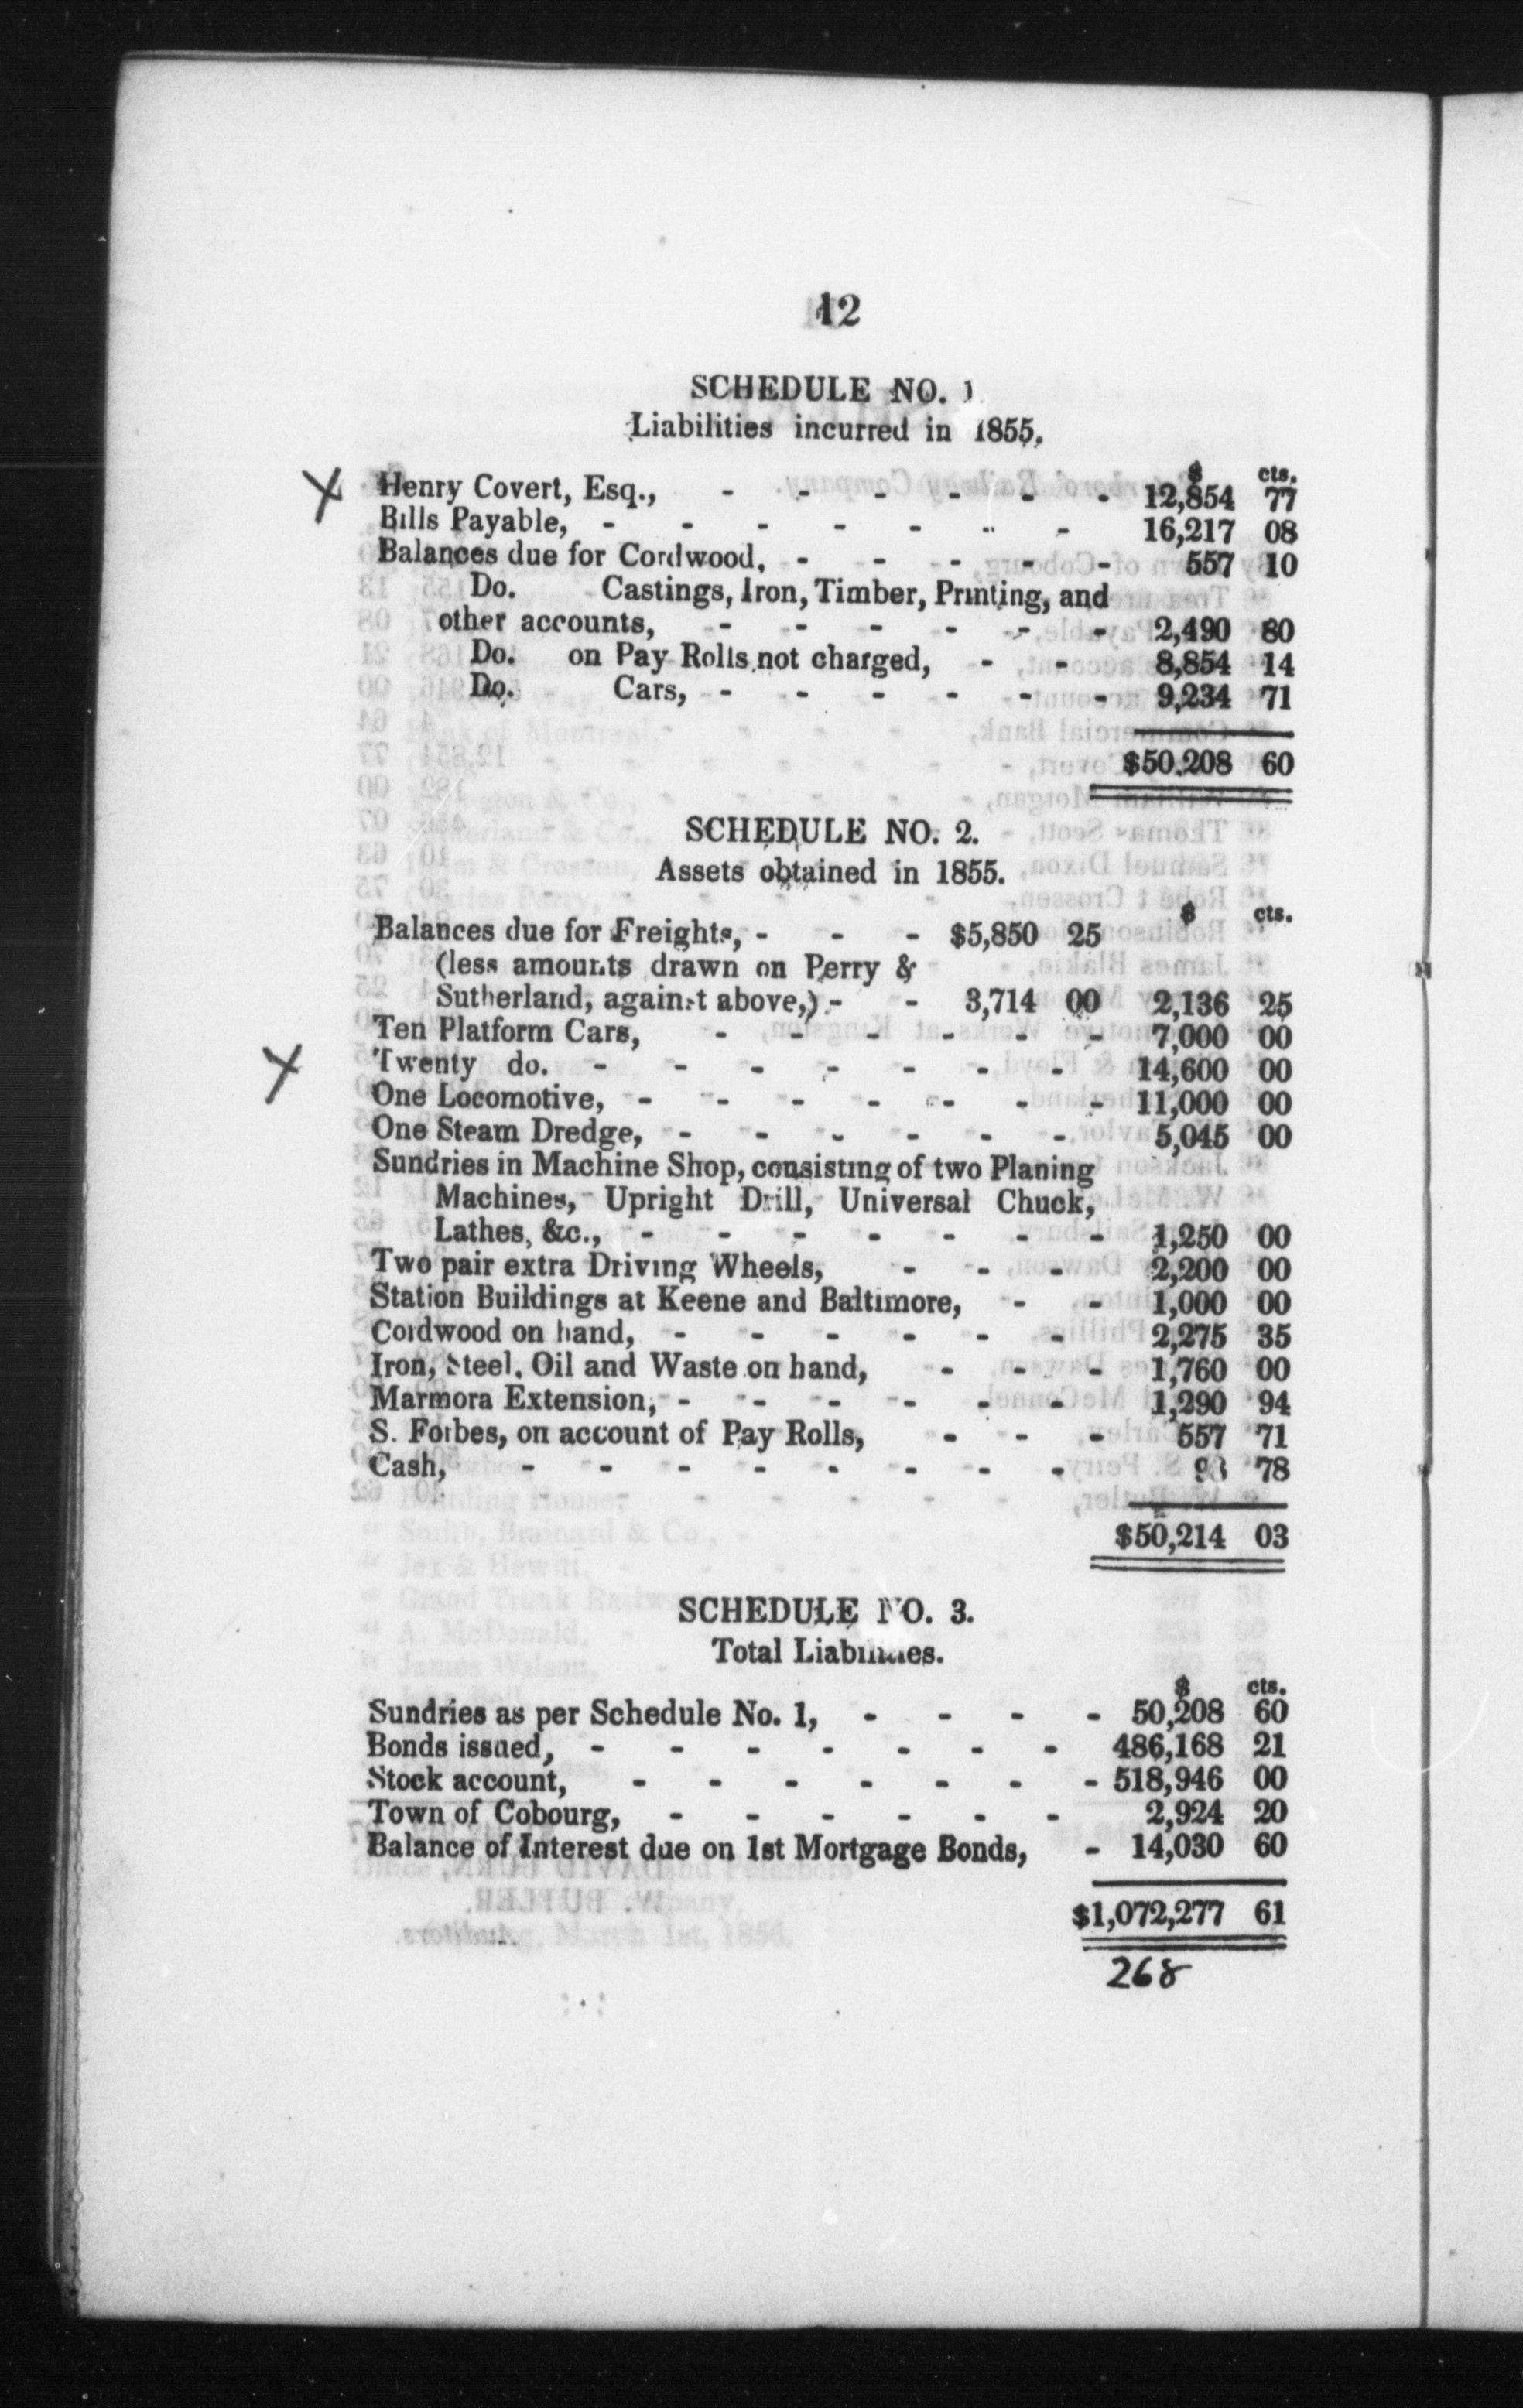 12
SCHEDULE NO. 1
Liabilities incurred in 1855.
$ cts.
Henry Covert, Esq., - - - - - - 12,854 77
Bills Payable, - - - - - - - 16,217 08
Balances due for Cordwood, - - - - - 557 10
Do. Castings, Iron, Timber, Printing, and
other accounts, - - - - - - 2,490 80
Do. on Pay Rolls not charged, - - 8,854 14
Do. Cars, - - - - - - 9,234 71
$50.208 60
SCHEDULE NO. 2.
Assets obtained in 1855.
$ cts.
Balances due for Freights, - - - $5,850 25
(less amounts drawn on Perry &
Sutherland, against above,) - - 3,714 00 2,136 25
Ten Platform Cars, - - - - - - 7,000 00
Twenty do. - - - - - - - 14,600 00
One Locomotive, - - - - - - - 11,000 00
One Steam Dredge, - - - - - - 5,045 00
Sundries in Machine Shop, consisting of two Planing
Machines, Upright Drill, Universal Chuck,
Lathes, &c., - - - - - - - 1,250 00
Two pair extra Driving Wheels, - - - 2,200 00
Station Buildings at Keene and Baltimore, - - 1,000 00
Cordwood on hand, - - - - - - 2,275 35
Iron, Steel, Oil and Waste on hand, - - - 1,760 00
Marmora Extension, - - - - - - 1,290 94
S. Forbes, on account of Pay Rolls, - - - 557 71
Cash, - - - - - - - - 98 78
$50,214 03
SCHEDULE NO. 3.
Total Liabilities.
$ cts.
Sundries as per Schedule No. 1, - - - - 50,208 60
Bonds issued, - - - - - - - 486,168 21
Stock account, - - - - - - - 518,946 00
Town of Cobourg, - - - - - - 2,924 20
Balance of Interest due on 1st Mortgage Bonds, - 14,030 60
$1,072,277 61
268